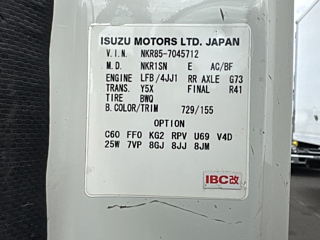 ISUZU MOTORS LTD. JAPAN
V.I.N. NKR85-7045712
M.D. NKR1SN E AC/BF
ENGINE LFB/4JJ1 RR AXLE G73
TRANS. Y5X FINAL R41
TIRE BWQ
B.COLOR/TRIM 729/155
OPTION
C60 FF0 KG2 RPV U69 V4D
25W 7VP 8GJ 8JJ 8JM
IBC改